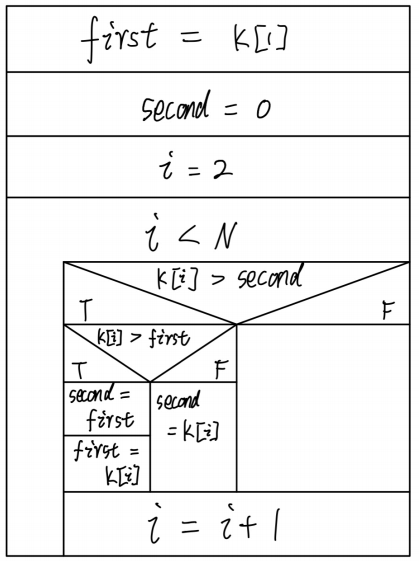 first = k[1]
second = 0
i = 2
i < N
k[i] > second
T
F
k[i] > first
T
F
second =
first
first =
k[i]
second
= k[i]
i = i+1